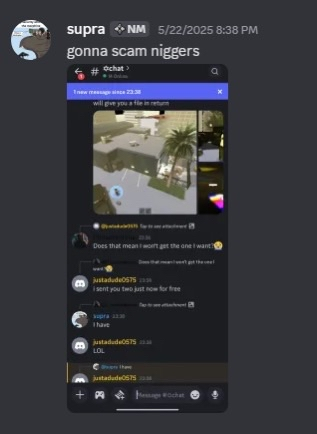 supra NM 5/22/2025 8:38 PM
gonna scam niggers
chat
1 new message since 23:38
will give you a file in return
@justadude0575 Tap to see attachment
Does that mean I won't get the one I want?
Does that mean I won't get the one I
want?
justadude0575 23:38
I sent you two just now for free
Tap to see attachment
supra 23:38
I have
justadude0575 23:38
LOL
@supra I have
justadude0575 23:38
Message #chat